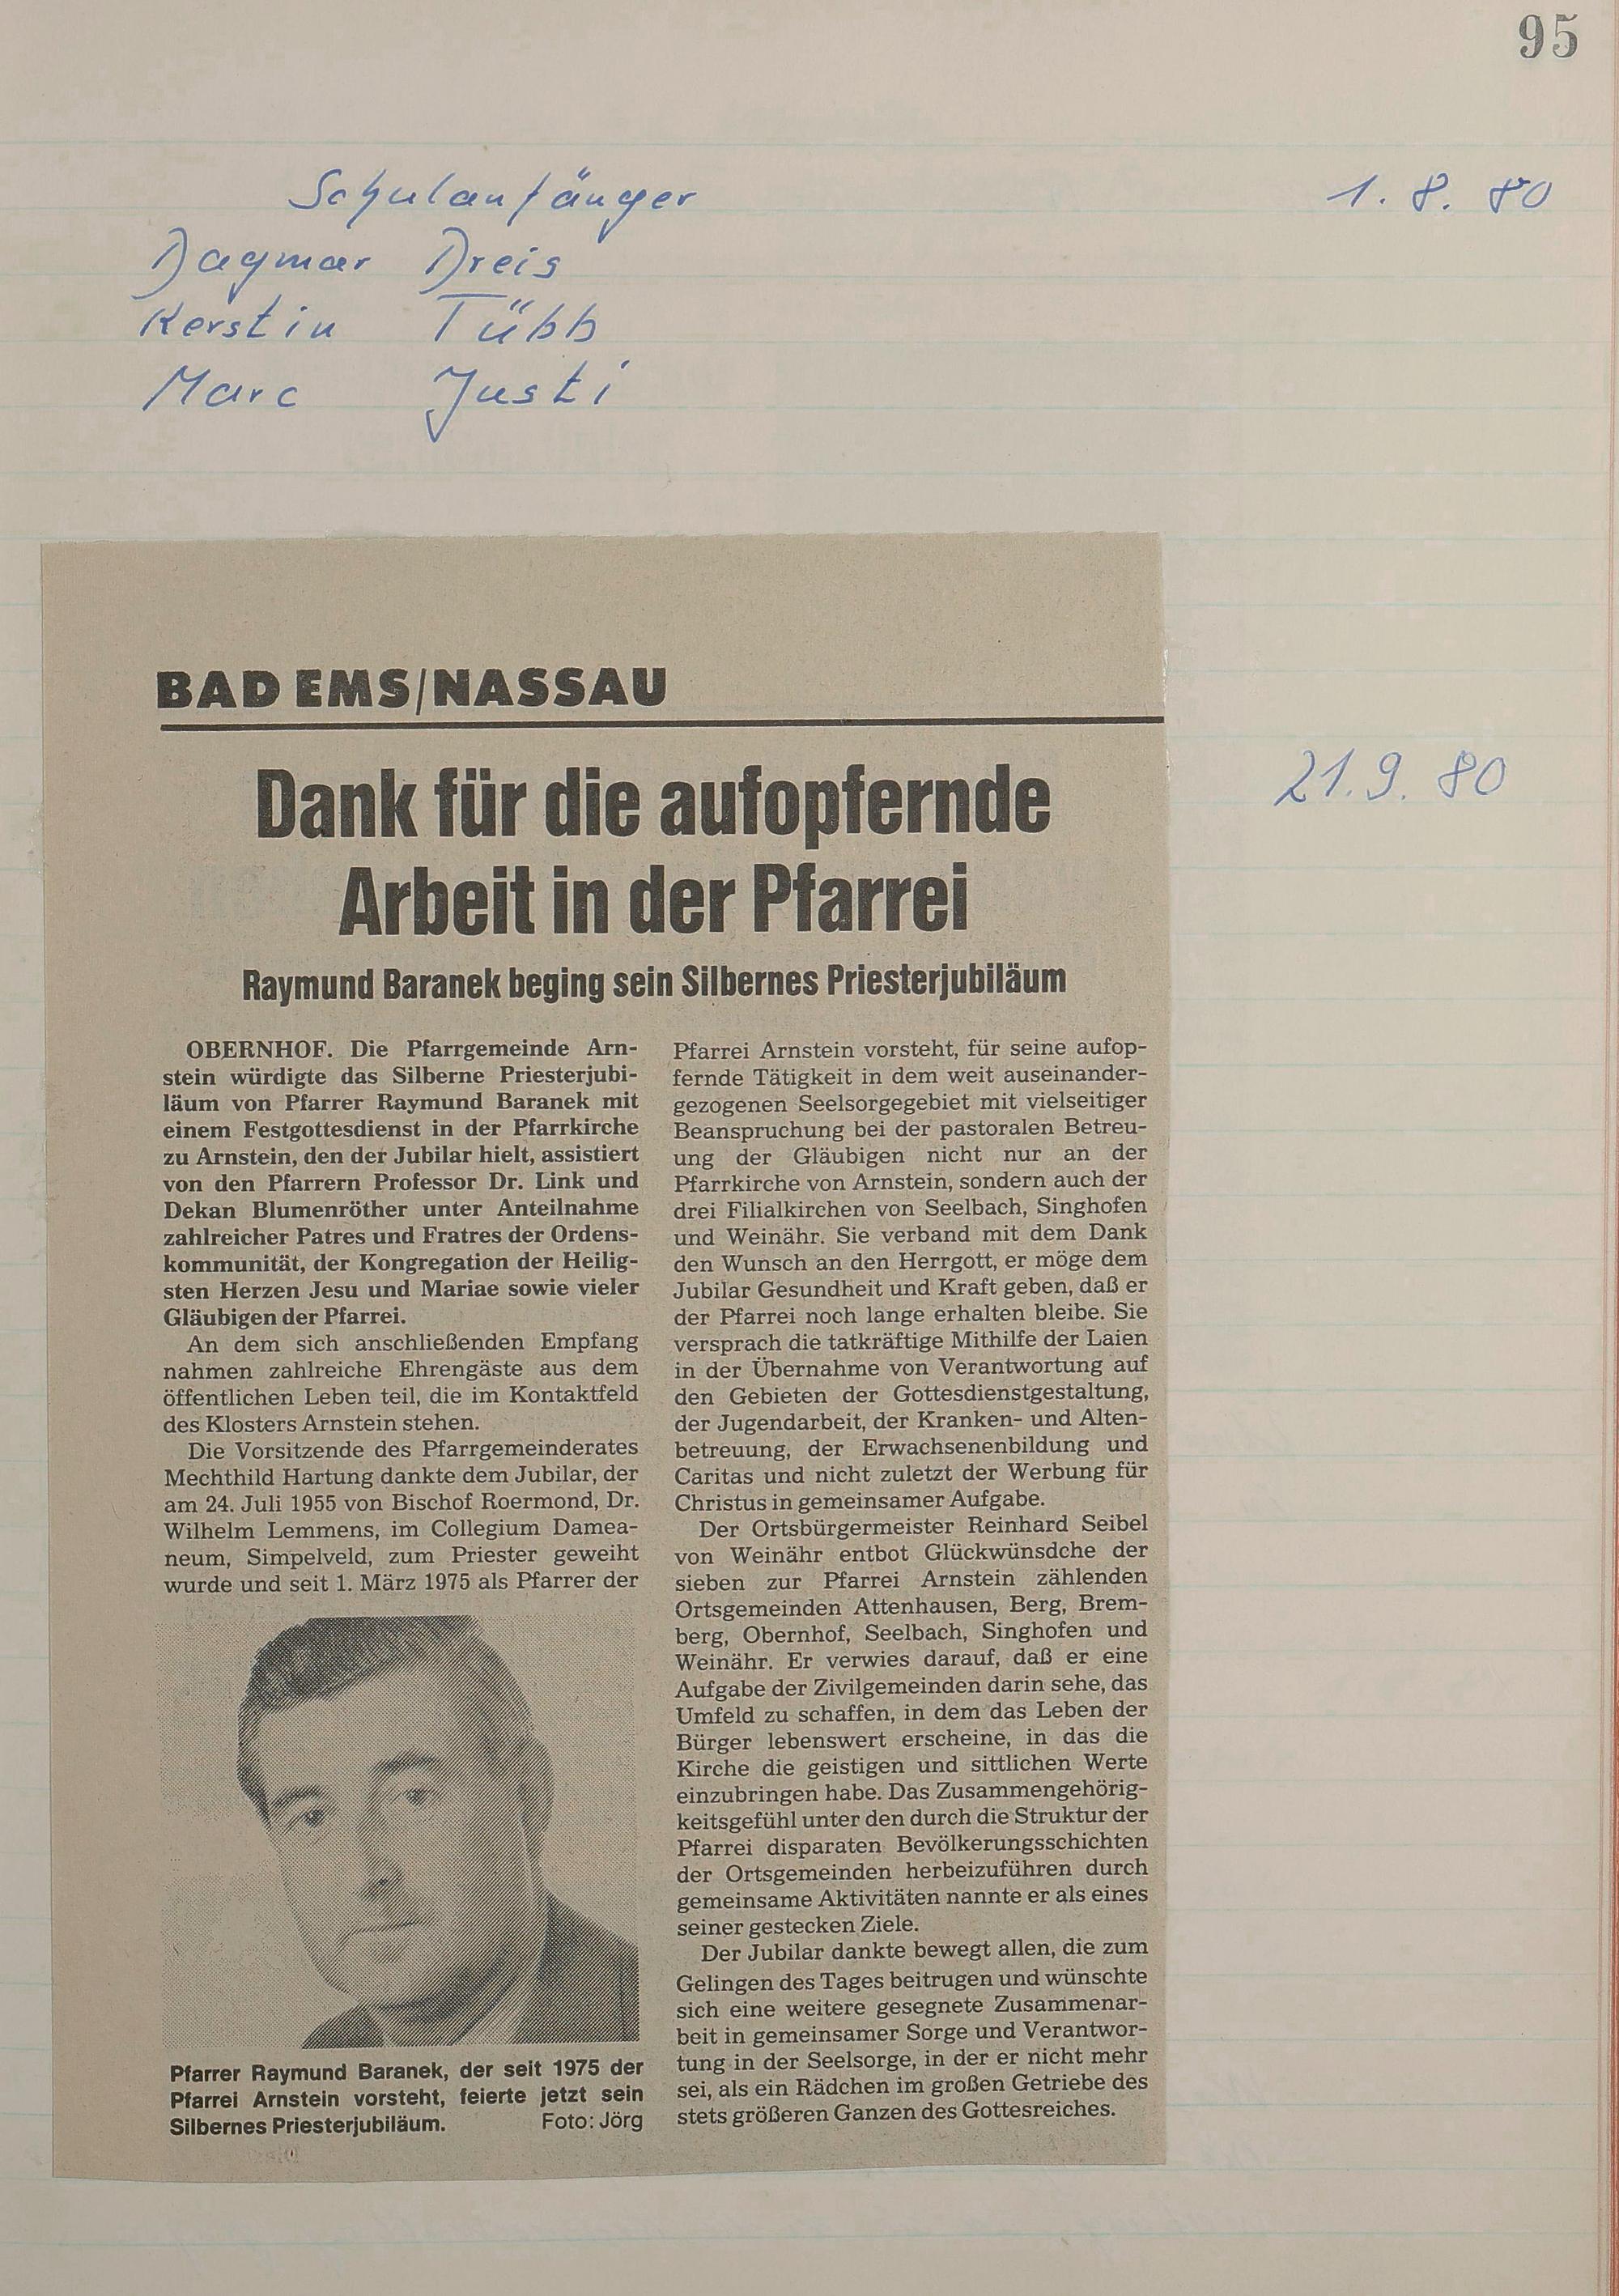 95
Schulanfänger 1. 8. 80
Dagmar Dreis
Kerstin Tübb
Marc Justi
BAD EMS/NASSAU
21. 9. 80
Dank für die aufopfernde
Arbeit in der Pfarrei
Raymund Baranek beging sein Silbernes Priesterjubiläum
OBERNHOF. Die Pfarrgemeinde Arn-
stein würdigte das Silberne Priesterjubi-
läum von Pfarrer Raymund Baranek mit
einem Festgottesdienst in der Pfarrkirche
zu Arnstein, den der Jubilar hielt, assistiert
von den Pfarrern Professor Dr. Link und
Dekan Blumenröther unter Anteilnahme
zahlreicher Patres und Fratres der Ordens-
kommunität, der Kongregation der Heilig-
sten Herzen Jesu und Mariae sowie vieler
Gläubigen der Pfarrei.
An dem sich anschließenden Empfang
nahmen zahlreiche Ehrengäste aus dem
öffentlichen Leben teil, die im Kontaktfeld
des Klosters Arnstein stehen.
Die Vorsitzende des Pfarrgemeinderates
Mechthild Hartung dankte dem Jubilar, der
am 24. Juli 1955 von Bischof Roermond, Dr.
Wilhelm Lemmens, im Collegium Damea-
neum, Simpelveld, zum Priester geweiht
wurde und seit 1. März 1975 als Pfarrer der
Pfarrer Raymund Baranek, der seit 1975 der
Pfarrei Arnstein vorsteht, feierte jetzt sein
Silbernes Priesterjubiläum. Foto: Jörg
Pfarrei Arnstein vorsteht, für seine aufop-
fernde Tätigkeit in dem weit auseinander-
gezogenen Seelsorgegebiet mit vielseitiger
Beanspruchung bei der pastoralen Betreu-
ung der Gläubigen nicht nur an der
Pfarrkirche von Arnstein, sondern auch der
drei Filialkirchen von Seelbach, Singhofen
und Weinähr. Sie verband mit dem Dank
den Wunsch an den Herrgott, er möge dem
Jubilar Gesundheit und Kraft geben, daß er
der Pfarrei noch lange erhalten bleibe. Sie
versprach die tatkräftige Mithilfe der Laien
in der Übernahme von Verantwortung auf
den Gebieten der Gottesdienstgestaltung,
der Jugendarbeit, der Kranken- und Alten-
betreuung, der Erwachsenenbildung und
Caritas und nicht zuletzt der Werbung für
Christus in gemeinsamer Aufgabe.
Der Ortsbürgermeister Reinhard Seibel
von Weinähr entbot Glückwünsdche der
sieben zur Pfarrei Arnstein zählenden
Ortsgemeinden Attenhausen, Berg, Brem-
berg, Obernhof, Seelbach, Singhofen und
Weinähr. Er verwies darauf, daß er eine
Aufgabe der Zivilgemeinden darin sehe, das
Umfeld zu schaffen, in dem das Leben der
Bürger lebenswert erscheine, in das die
Kirche die geistigen und sittlichen Werte
einzubringen habe. Das Zusammengehörig-
keitsgefühl unter den durch die Struktur der
Pfarrei disparaten Bevölkerungsschichten
der Ortsgemeinden herbeizuführen durch
gemeinsame Aktivitäten nannte er als eines
seiner gestecken Ziele.
Der Jubilar dankte bewegt allen, die zum
Gelingen des Tages beitrugen und wünschte
sich eine weitere gesegnete Zusammenar-
beit in gemeinsamer Sorge und Verantwor-
tung in der Seelsorge, in der er nicht mehr
sei, als ein Rädchen im großen Getriebe des
stets größeren Ganzen des Gottesreiches.